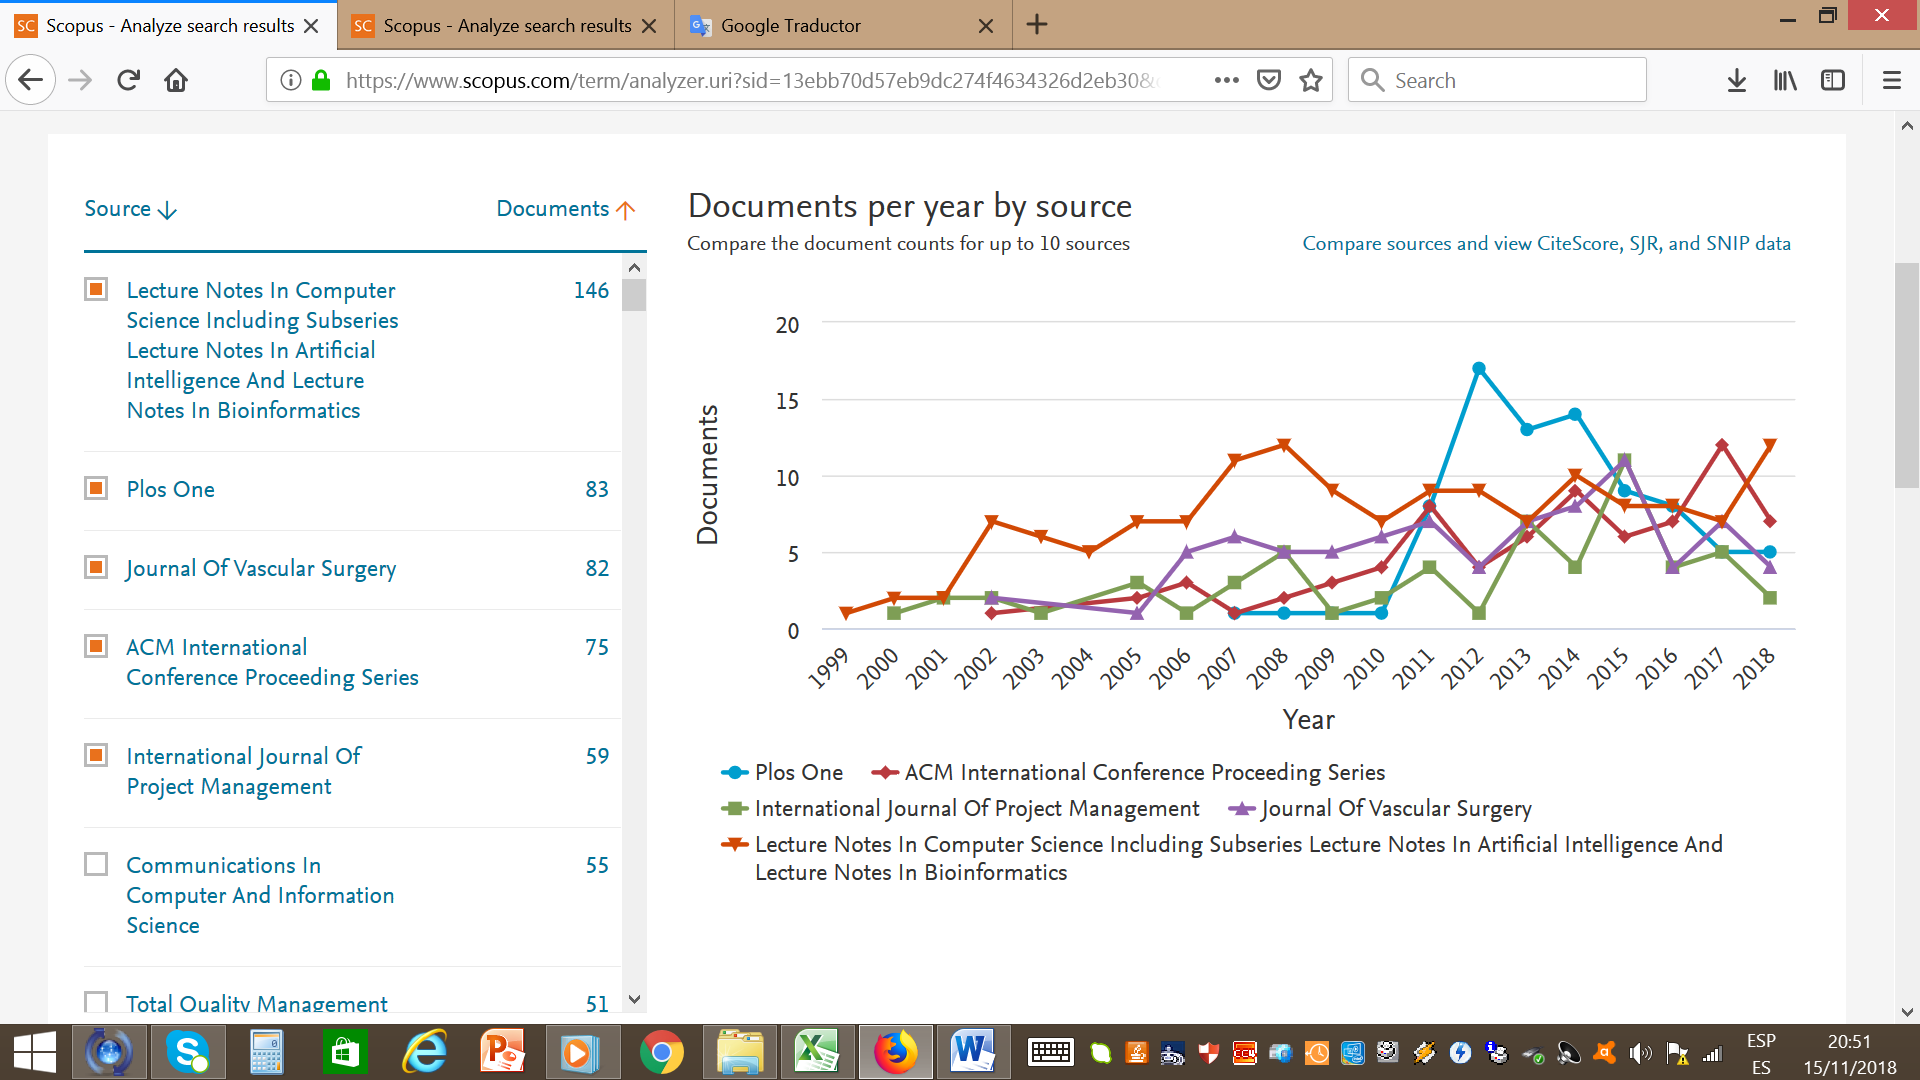 Scopus - Analyze search results
Scopus - Analyze search results
Google Traductor
https://www.scopus.com/term/analyzer.uri?sid=13ebb70d57eb9dc274f4634326d2eb30&
Search
Source
Documents
Lecture Notes In Computer
Science Including Subseries
Lecture Notes In Artificial
Intelligence And Lecture
Notes In Bioinformatics
146
Plos One
83
Journal Of Vascular Surgery
82
ACM International
Conference Proceeding Series
75
International Journal Of
Project Management
59
Communications In
Computer And Information
Science
55
Total Quality Management
51
Documents per year by source
Compare the document counts for up to 10 sources
Compare sources and view CiteScore, SJR, and SNIP data
Documents
20
15
10
5
0
1999
2000
2001
2002
2003
2004
2005
2006
2007
2008
2009
2010
2011
2012
2013
2014
2015
2016
2017
2018
Year
Plos One
ACM International Conference Proceeding Series
International Journal Of Project Management
Journal Of Vascular Surgery
Lecture Notes In Computer Science Including Subseries Lecture Notes In Artificial Intelligence And
Lecture Notes In Bioinformatics
ESP
ES
20:51
15/11/2018